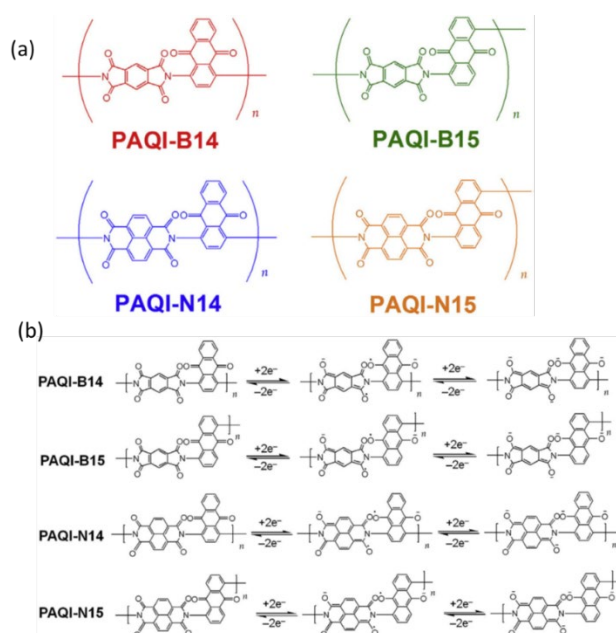 (a)
n
PAQI-B14
n
PAQI-B15
n
PAQI-N14
n
PAQI-N15
(b)
PAQI-B14 +2e⁻ −2e⁻ +2e⁻ −2e⁻
PAQI-B15 +2e⁻ −2e⁻ +2e⁻ −2e⁻
PAQI-N14 +2e⁻ −2e⁻ +2e⁻ −2e⁻
PAQI-N15 +2e⁻ −2e⁻ +2e⁻ −2e⁻